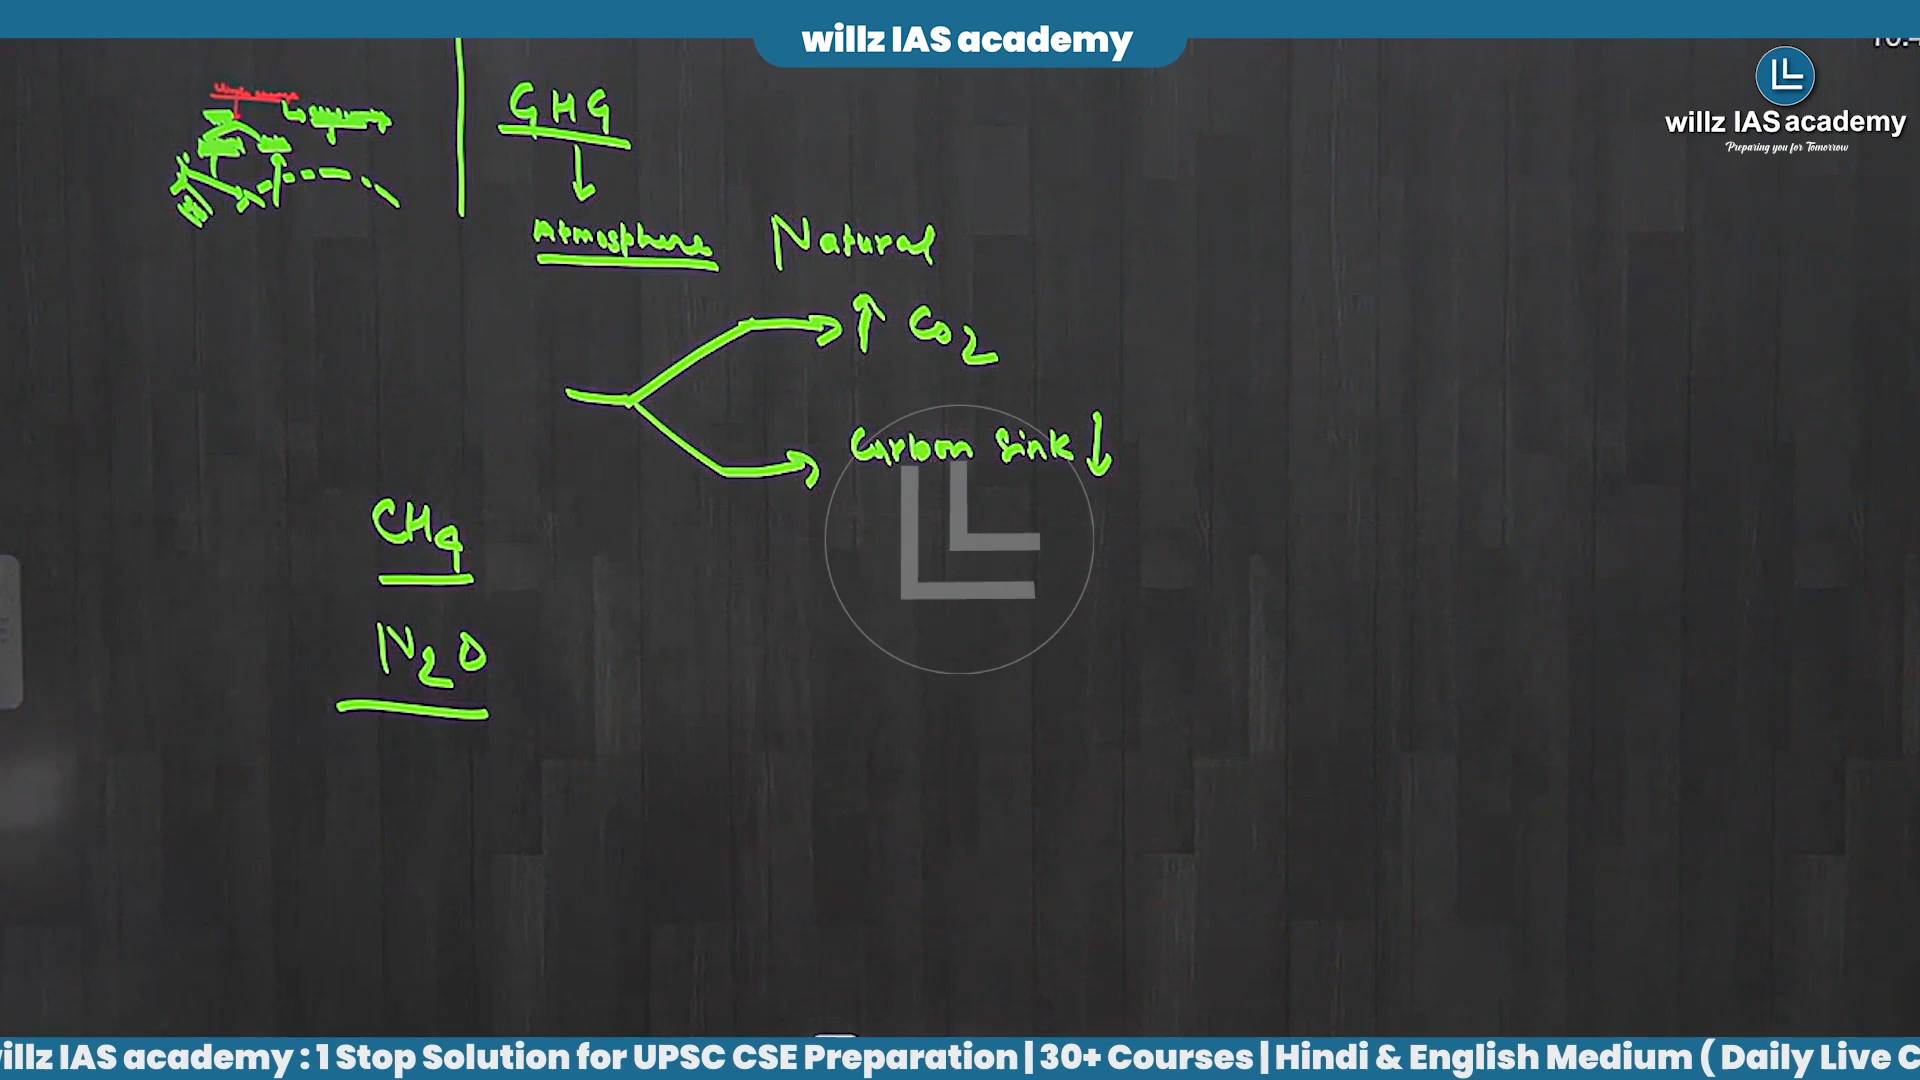 willz IAS academy
willz IAS academy
Preparing you for Tomorrow
GHG
Atmosphere Natural
↑ CO2
Carbon Sink ↓
CH4
N2O
willz IAS academy : 1 Stop Solution for UPSC CSE Preparation | 30+ Courses | Hindi & English Medium ( Daily Live C